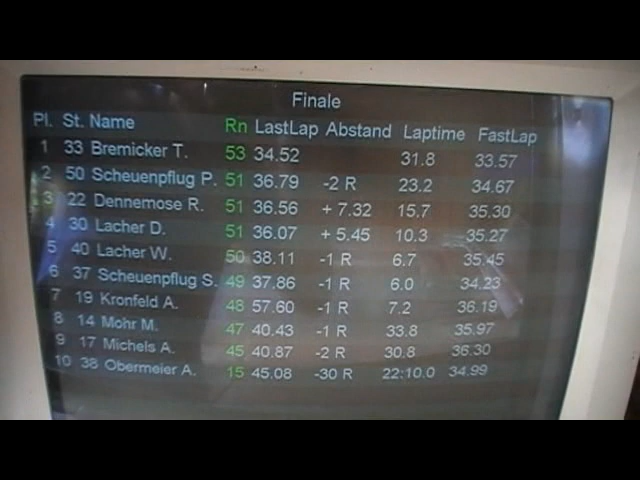 Finale
Pl. St. Name Rn LastLap Abstand Laptime FastLap
1 33 Bremicker T. 53 34.52 31.8 33.57
2 50 Scheuenpflug P. 51 36.79 -2 R 23.2 34.67
3 22 Dennemose R. 51 36.56 + 7.32 15.7 35.30
4 30 Lacher D. 51 36.07 + 5.45 10.3 35.27
5 40 Lacher W. 50 38.11 -1 R 6.7 35.45
6 37 Scheuenpflug S. 49 37.86 -1 R 6.0 34.23
7 19 Kronfeld A. 48 57.60 -1 R 7.2 36.19
8 14 Mohr M. 47 40.43 -1 R 33.8 35.97
9 17 Michels A. 45 40.87 -2 R 30.8 36.30
10 38 Obermeier A. 15 45.08 -30 R 22:10.0 34.99